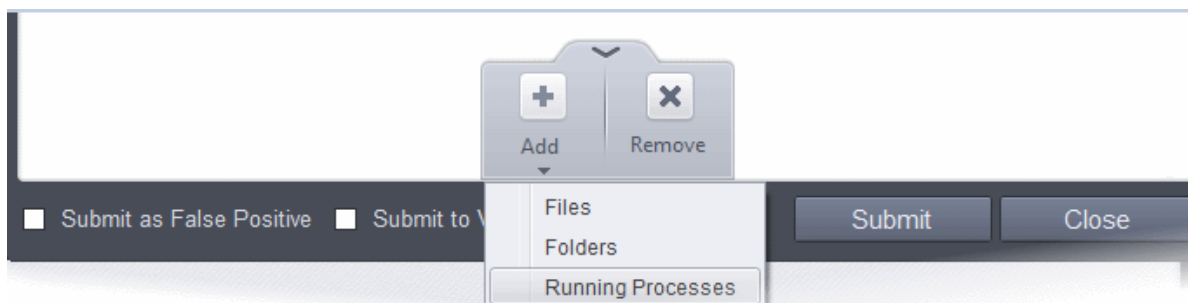 Add Remove
Submit as False Positive Submit to
Files
Folders
Running Processes
Submit Close